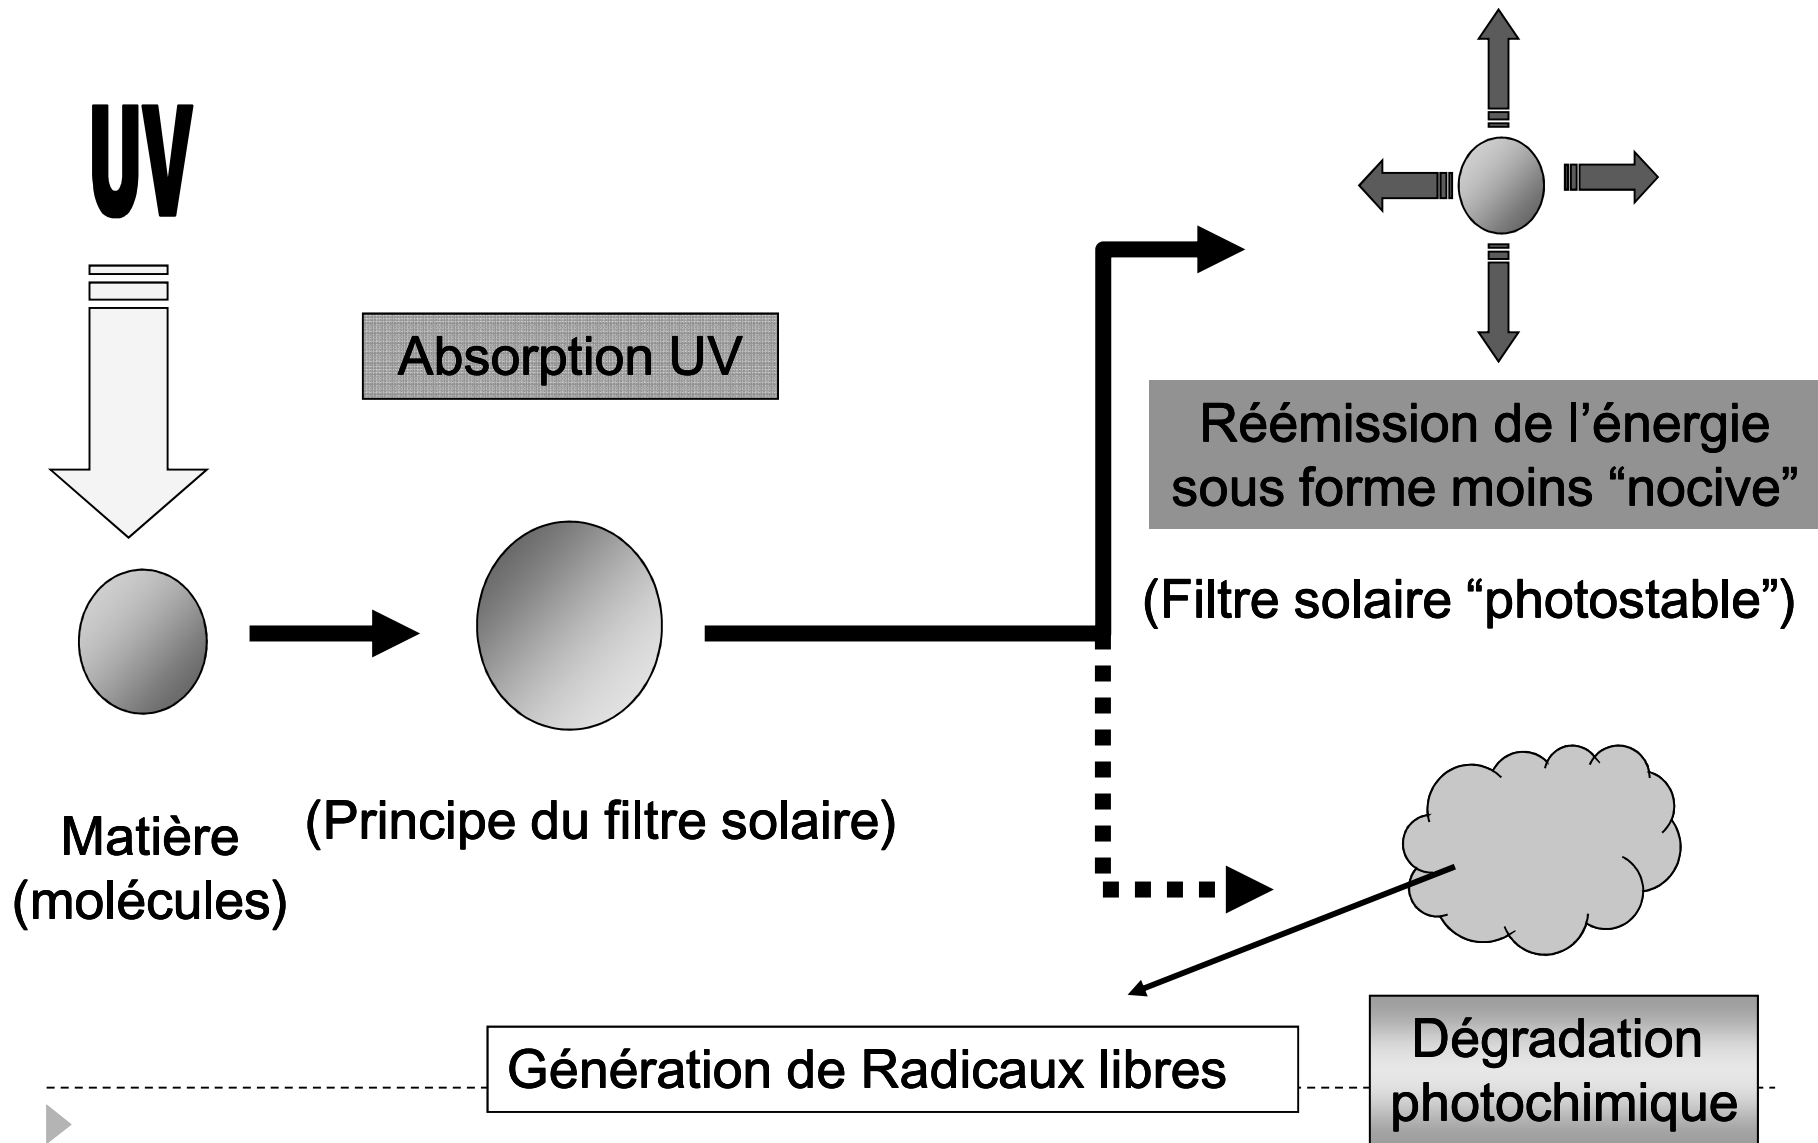 UV
Absorption UV
Réémission de l’énergie
sous forme moins “nocive”
(Filtre solaire “photostable”)
(Principe du filtre solaire)
Matière
(molécules)
Génération de Radicaux libres
Dégradation
photochimique